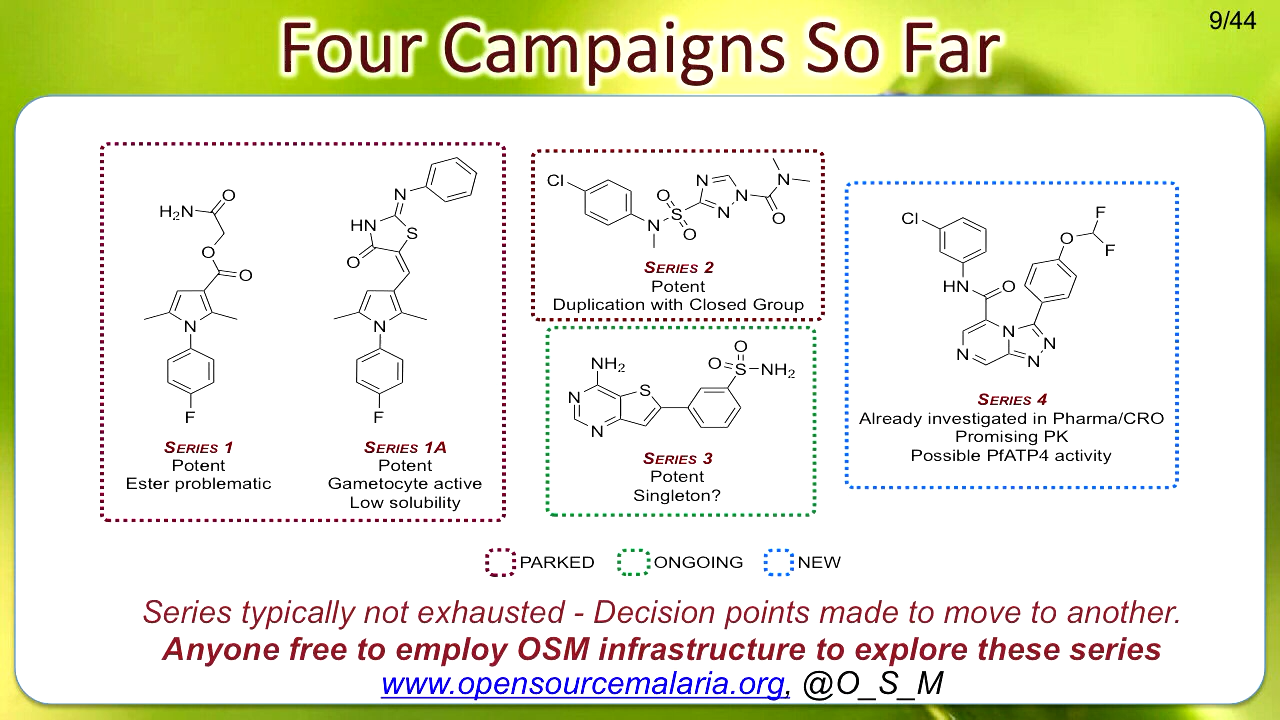 9/44
Four Campaigns So Far
H2N
O
O
O
N
F
SERIES 1
Potent
Ester problematic
N
HN
S
O
N
F
SERIES 1A
Potent
Gametocyte active
Low solubility
Cl
N
S
O
O
N
N
N
O
N
SERIES 2
Potent
Duplication with Closed Group
NH2
N
N
S
O
S
O
NH2
SERIES 3
Potent
Singleton?
Cl
HN
O
O
F
F
N
N
N
N
SERIES 4
Already investigated in Pharma/CRO
Promising PK
Possible PfATP4 activity
PARKED ONGOING NEW
Series typically not exhausted - Decision points made to move to another.
Anyone free to employ OSM infrastructure to explore these series
www.opensourcemalaria.org, @O_S_M